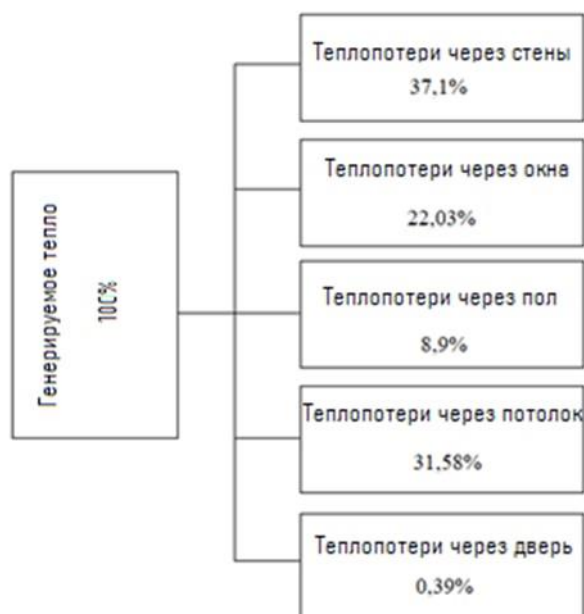 Генерируемое тепло
100%
Теплопотери через стены
37,1%
Теплопотери через окна
22,03%
Теплопотери через пол
8,9%
Теплопотери через потолок
31,58%
Теплопотери через дверь
0,39%